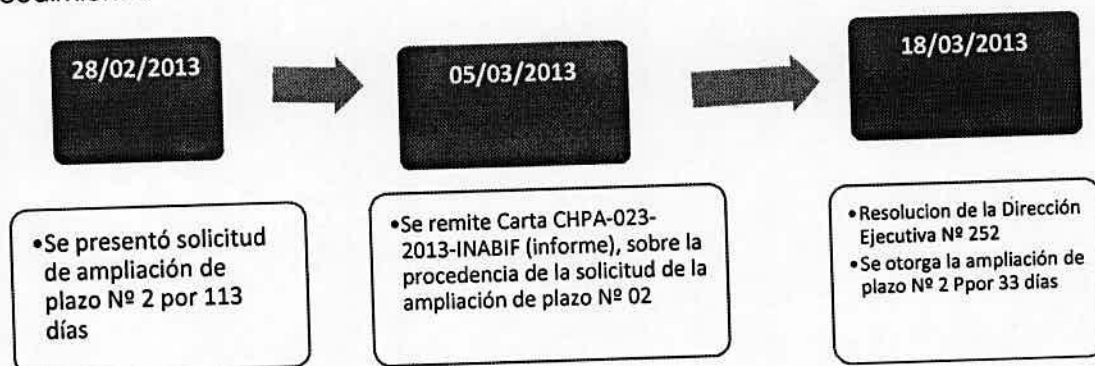 28/02/2013
05/03/2013
18/03/2013
•Se presentó solicitud
de ampliación de
plazo Nº 2 por 113
días
•Se remite Carta CHPA-023-
2013-INABIF (informe), sobre la
procedencia de la solicitud de la
ampliación de plazo Nº 02
•Resolucion de la Dirección
Ejecutiva Nº 252
•Se otorga la ampliación de
plazo Nº 2 Ppor 33 días